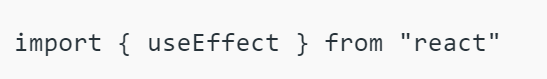 import { useEffect } from "react"